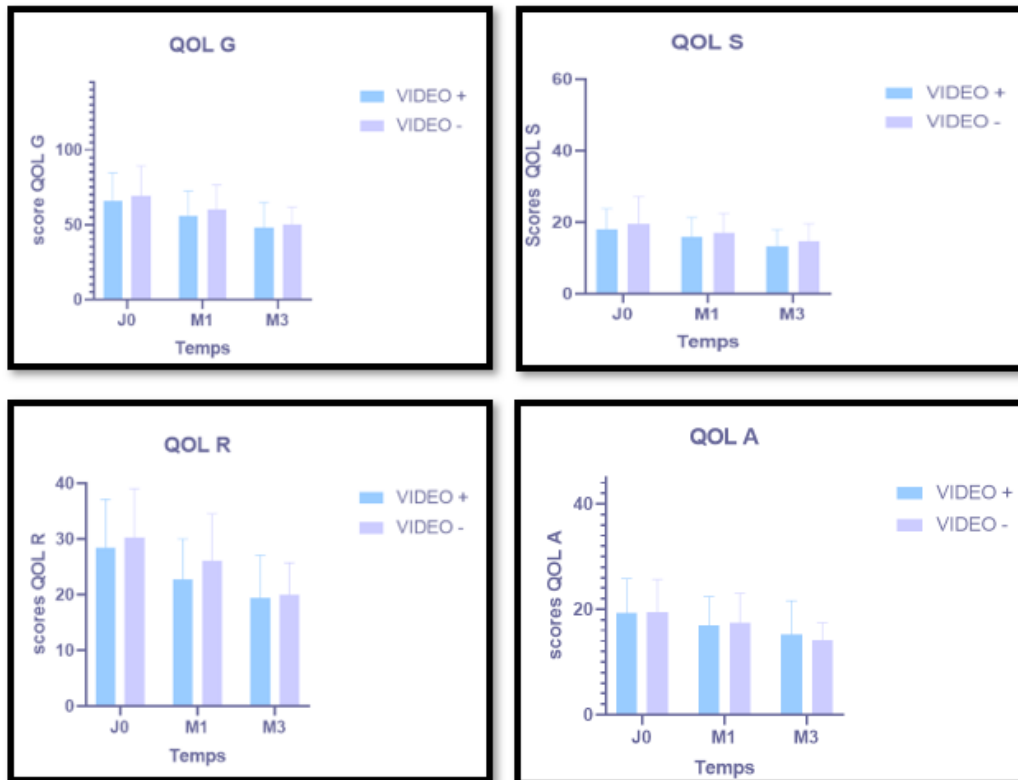 QOL G
VIDEO +
VIDEO -
score QOL G
100
50
0
J0 M1 M3
Temps
QOL S
VIDEO +
VIDEO -
Scores QOL S
60
40
20
0
J0 M1 M3
Temps
QOL R
VIDEO +
VIDEO -
scores QOL R
40
30
20
10
0
J0 M1 M3
Temps
QOL A
VIDEO +
VIDEO -
scores QOL A
40
20
0
J0 M1 M3
Temps